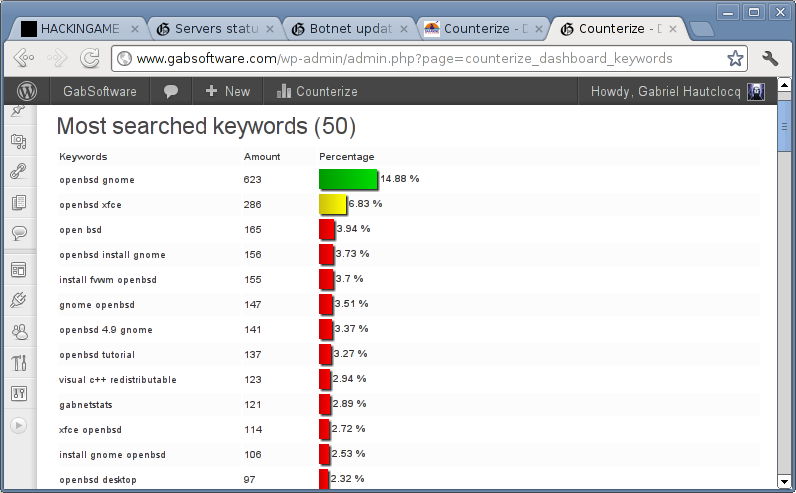 HACKINGAME
Servers statu
Botnet updat
Counterize - D
Counterize - D
www.gabsoftware.com/wp-admin/admin.php?page=counterize_dashboard_keywords
GabSoftware
New
Counterize
Howdy, Gabriel Hautclocq
Most searched keywords (50)
Keywords Amount Percentage
openbsd gnome 623 14.88 %
openbsd xfce 286 6.83 %
open bsd 165 3.94 %
openbsd install gnome 156 3.73 %
install fvwm openbsd 155 3.7 %
gnome openbsd 147 3.51 %
openbsd 4.9 gnome 141 3.37 %
openbsd tutorial 137 3.27 %
visual c++ redistributable 123 2.94 %
gabnetstats 121 2.89 %
xfce openbsd 114 2.72 %
install gnome openbsd 106 2.53 %
openbsd desktop 97 2.32 %